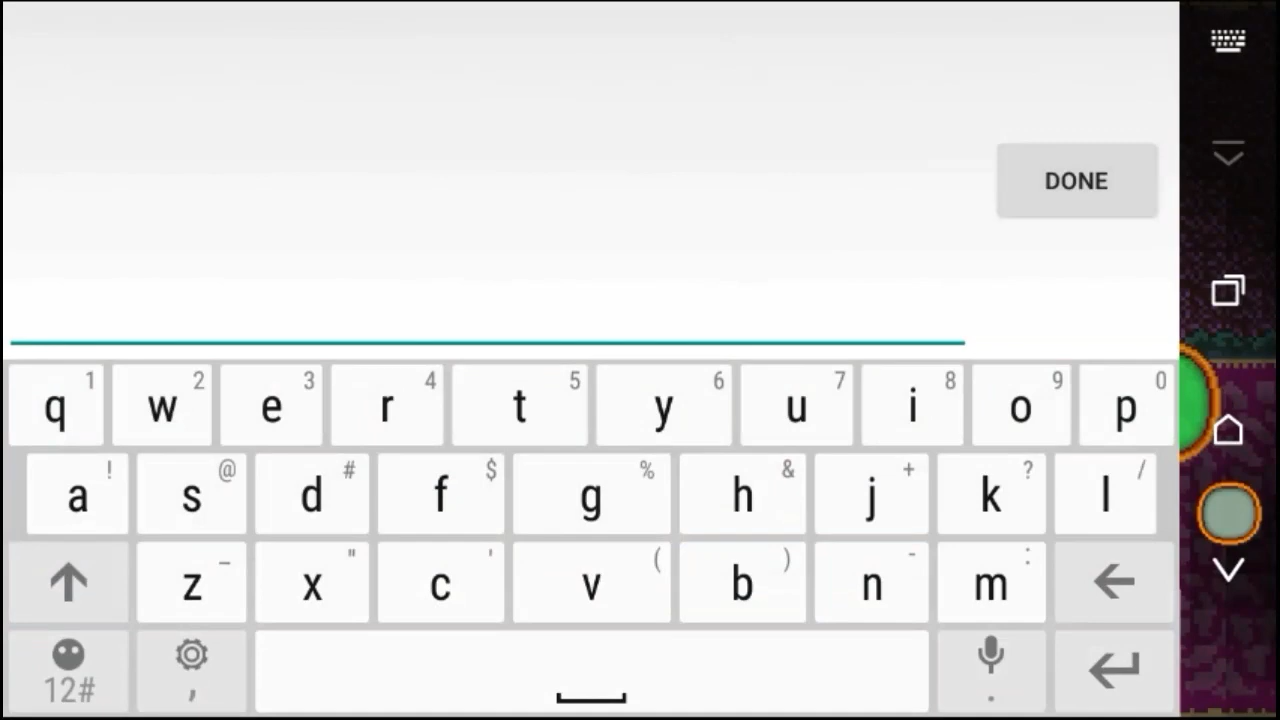 DONE
q 1 w 2 e 3 r 4 t 5 y 6 u 7 i 8 o 9 p 0
a ! s @ d # f $ g % h & j + k ? l /
z _ x " c ' v ( b ) n - m :
12# , .